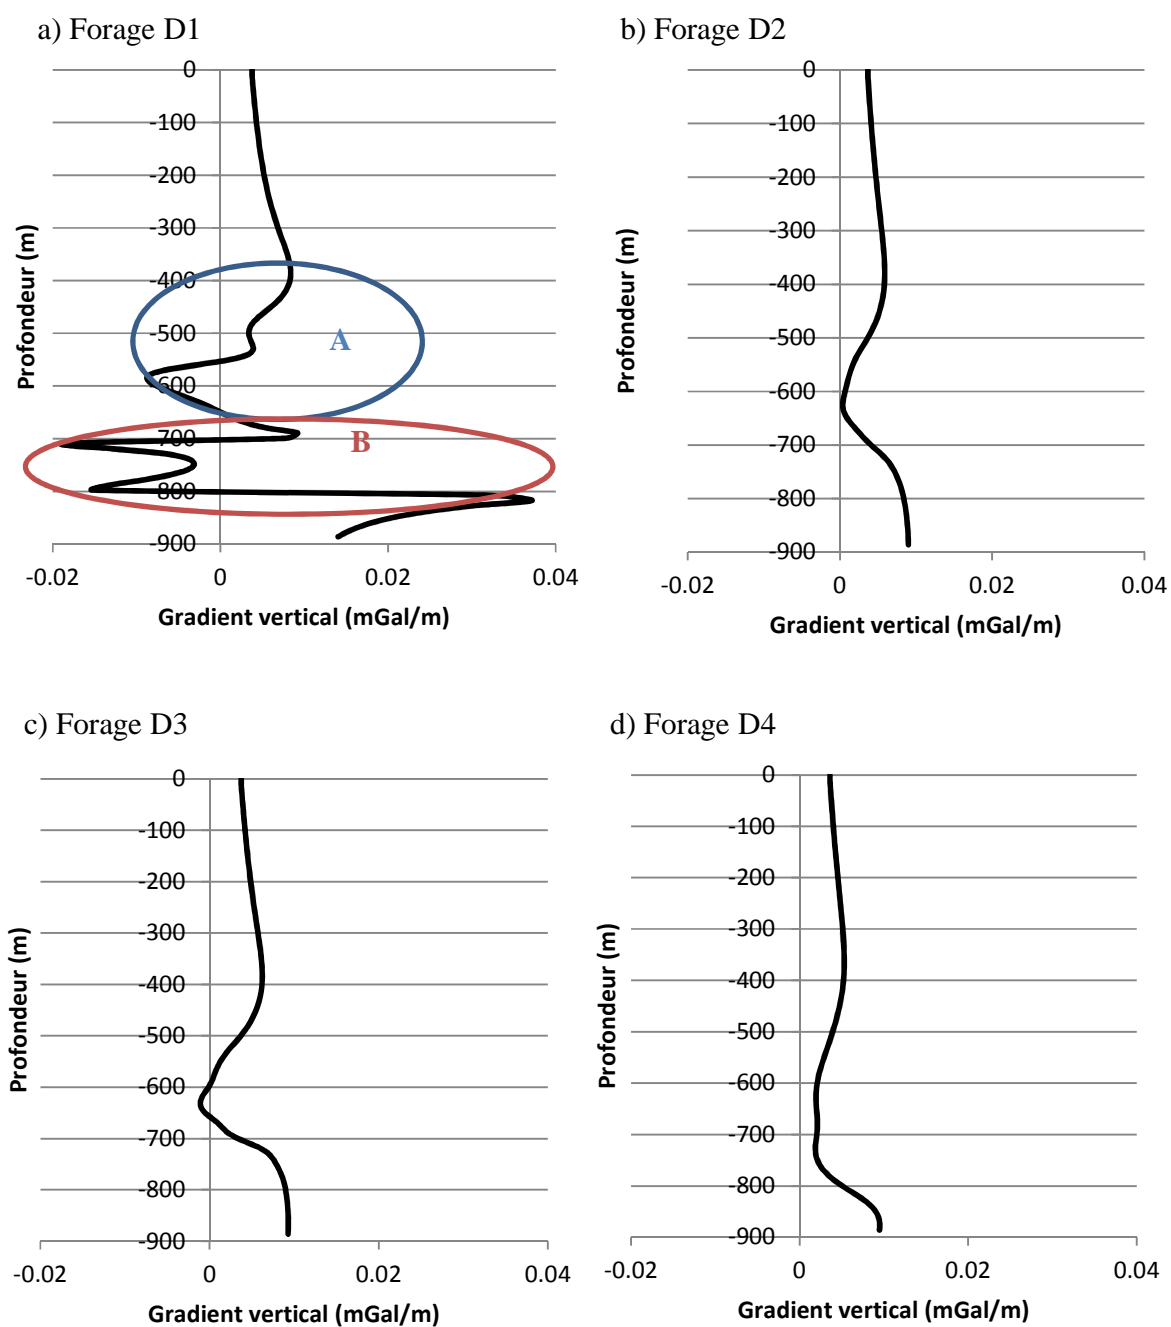 a) Forage D1
0
-100
-200
-300
-400
-500
-600
-700
-800
-900
-0.02 0 0.02 0.04
Profondeur (m)
Gradient vertical (mGal/m)
A
B
b) Forage D2
0
-100
-200
-300
-400
-500
-600
-700
-800
-900
-0.02 0 0.02 0.04
Profondeur (m)
Gradient vertical (mGal/m)
c) Forage D3
0
-100
-200
-300
-400
-500
-600
-700
-800
-900
-0.02 0 0.02 0.04
Profondeur (m)
Gradient vertical (mGal/m)
d) Forage D4
0
-100
-200
-300
-400
-500
-600
-700
-800
-900
-0.02 0 0.02 0.04
Profondeur (m)
Gradient vertical (mGal/m)